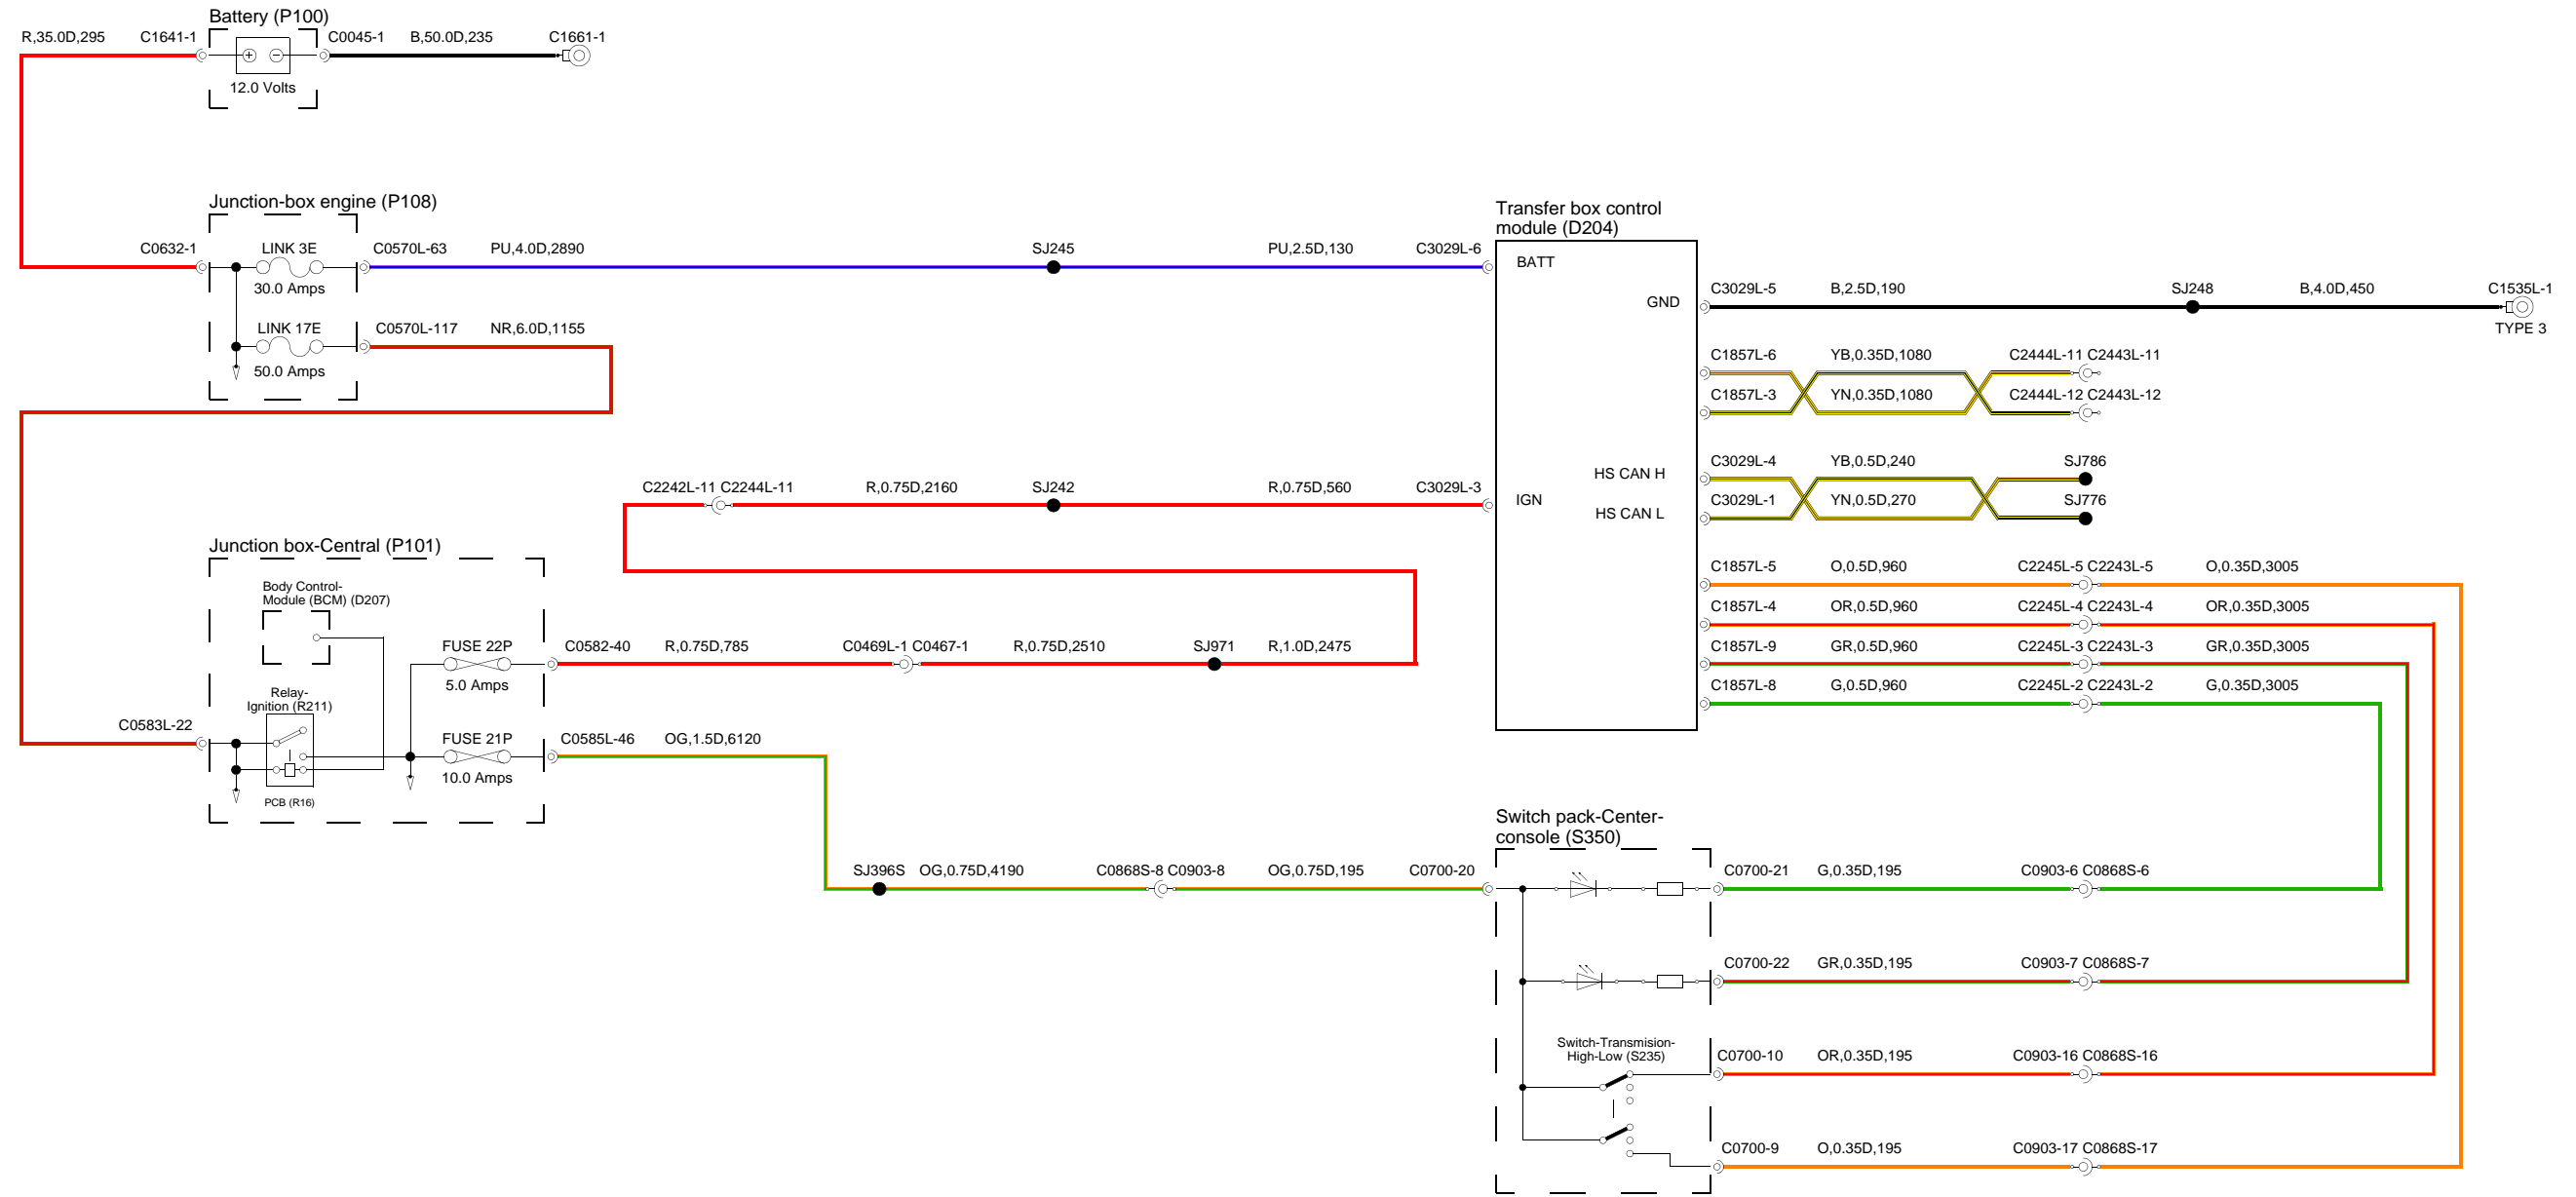 Battery (P100)
R,35.0D,295 C1641-1 C0045-1 B,50.0D,235 C1661-1
12.0 Volts
Junction-box engine (P108)
C0632-1 LINK 3E C0570L-63 PU,4.0D,2890 SJ245 PU,2.5D,130 C3029L-6
30.0 Amps
LINK 17E C0570L-117 NR,6.0D,1155
50.0 Amps
Transfer box control
module (D204)
BATT
GND
IGN
HS CAN H
HS CAN L
C3029L-5 B,2.5D,190 SJ248 B,4.0D,450 C1535L-1
TYPE 3
C1857L-6 YB,0.35D,1080 C2444L-11 C2443L-11
C1857L-3 YN,0.35D,1080 C2444L-12 C2443L-12
C3029L-4 YB,0.5D,240 SJ786
C3029L-1 YN,0.5D,270 SJ776
C1857L-5 O,0.5D,960 C2245L-5 C2243L-5 O,0.35D,3005
C1857L-4 OR,0.5D,960 C2245L-4 C2243L-4 OR,0.35D,3005
C1857L-9 GR,0.5D,960 C2245L-3 C2243L-3 GR,0.35D,3005
C1857L-8 G,0.5D,960 C2245L-2 C2243L-2 G,0.35D,3005
C2242L-11 C2244L-11 R,0.75D,2160 SJ242 R,0.75D,560 C3029L-3
Junction box-Central (P101)
Body Control-
Module (BCM) (D207)
FUSE 22P C0582-40 R,0.75D,785 C0469L-1 C0467-1 R,0.75D,2510 SJ971 R,1.0D,2475
5.0 Amps
Relay-
Ignition (R211)
C0583L-22
PCB (R16)
FUSE 21P C0585L-46 OG,1.5D,6120
10.0 Amps
SJ396S OG,0.75D,4190 C0868S-8 C0903-8 OG,0.75D,195 C0700-20
Switch pack-Center-
console (S350)
C0700-21 G,0.35D,195 C0903-6 C0868S-6
C0700-22 GR,0.35D,195 C0903-7 C0868S-7
Switch-Transmision-
High-Low (S235)
C0700-10 OR,0.35D,195 C0903-16 C0868S-16
C0700-9 O,0.35D,195 C0903-17 C0868S-17